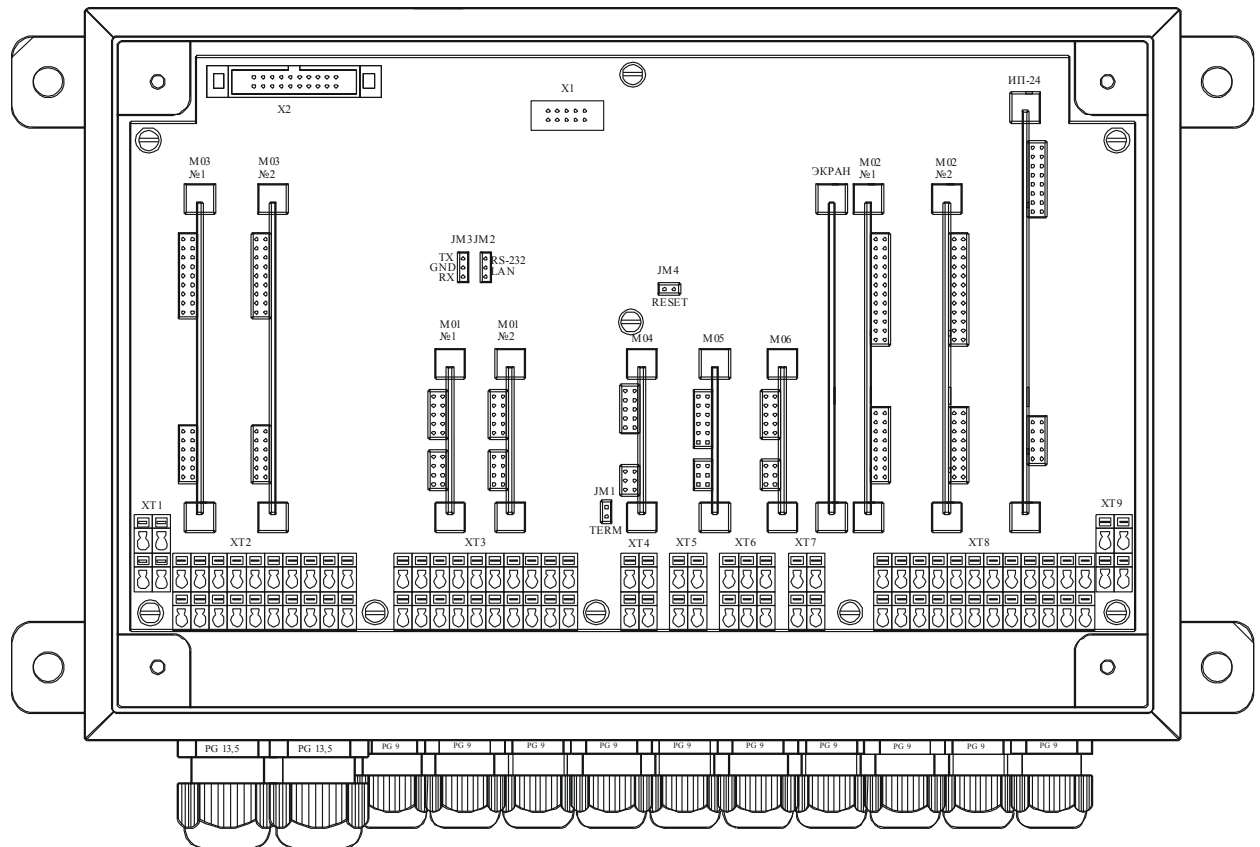 ИП-24
X1
X2
М03
№1
М03
№2
ЭКРАН
М02
№1
М02
№2
JM3
JM2
TX
GND
RX
RS-232
LAN
JM4
RESET
М01
№1
М01
№2
М04
М05
М06
JM1
TERM
XT1
XT2
XT3
XT4
XT5
XT6
XT7
XT8
XT9
PG 13,5
PG 13,5
PG 9
PG 9
PG 9
PG 9
PG 9
PG 9
PG 9
PG 9
PG 9
PG 9